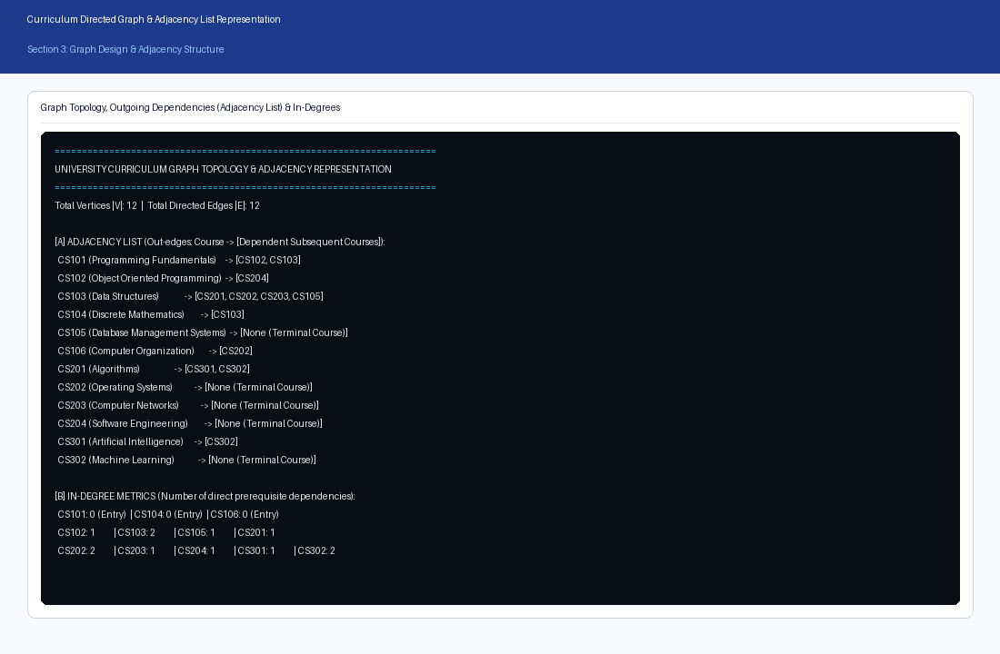 Curriculum Directed Graph & Adjacency List Representation
Section 3: Graph Design & Adjacency Structure
Graph Topology, Outgoing Dependencies (Adjacency List) & In-Degrees
======================================================================
UNIVERSITY CURRICULUM GRAPH TOPOLOGY & ADJACENCY REPRESENTATION
======================================================================
Total Vertices |V|: 12 | Total Directed Edges |E|: 12
[A] ADJACENCY LIST (Out-edges: Course -> [Dependent Subsequent Courses]):
CS101 (Programming Fundamentals) -> [CS102, CS103]
CS102 (Object Oriented Programming) -> [CS204]
CS103 (Data Structures) -> [CS201, CS202, CS203, CS105]
CS104 (Discrete Mathematics) -> [CS103]
CS105 (Database Management Systems) -> [None (Terminal Course)]
CS106 (Computer Organization) -> [CS202]
CS201 (Algorithms) -> [CS301, CS302]
CS202 (Operating Systems) -> [None (Terminal Course)]
CS203 (Computer Networks) -> [None (Terminal Course)]
CS204 (Software Engineering) -> [None (Terminal Course)]
CS301 (Artificial Intelligence) -> [CS302]
CS302 (Machine Learning) -> [None (Terminal Course)]
[B] IN-DEGREE METRICS (Number of direct prerequisite dependencies):
CS101: 0 (Entry) | CS104: 0 (Entry) | CS106: 0 (Entry)
CS102: 1 | CS103: 2 | CS105: 1 | CS201: 1
CS202: 2 | CS203: 1 | CS204: 1 | CS301: 1 | CS302: 2